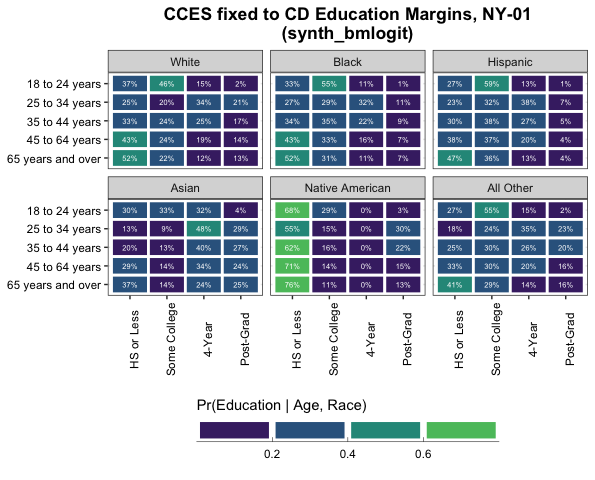 CCES fixed to CD Education Margins, NY-01
(synth_bmlogit)
White Black Hispanic
18 to 24 years 37% 46% 15% 2% 33% 55% 11% 1% 27% 59% 13% 1%
25 to 34 years 25% 20% 34% 21% 27% 29% 32% 11% 23% 32% 38% 7%
35 to 44 years 33% 24% 25% 17% 34% 35% 22% 9% 30% 38% 27% 5%
45 to 64 years 43% 24% 19% 14% 43% 33% 16% 7% 38% 37% 20% 4%
65 years and over 52% 22% 12% 13% 52% 31% 11% 7% 47% 36% 13% 4%
Asian Native American All Other
18 to 24 years 30% 33% 32% 4% 68% 29% 0% 3% 27% 55% 15% 2%
25 to 34 years 13% 9% 48% 29% 55% 15% 0% 30% 18% 24% 35% 23%
35 to 44 years 20% 13% 40% 27% 62% 16% 0% 22% 25% 30% 26% 20%
45 to 64 years 29% 14% 34% 24% 71% 14% 0% 15% 33% 30% 20% 16%
65 years and over 37% 14% 24% 25% 76% 11% 0% 13% 41% 29% 14% 16%
HS or Less Some College 4-Year Post-Grad HS or Less Some College 4-Year Post-Grad HS or Less Some College 4-Year Post-Grad
Pr(Education | Age, Race)
0.2 0.4 0.6